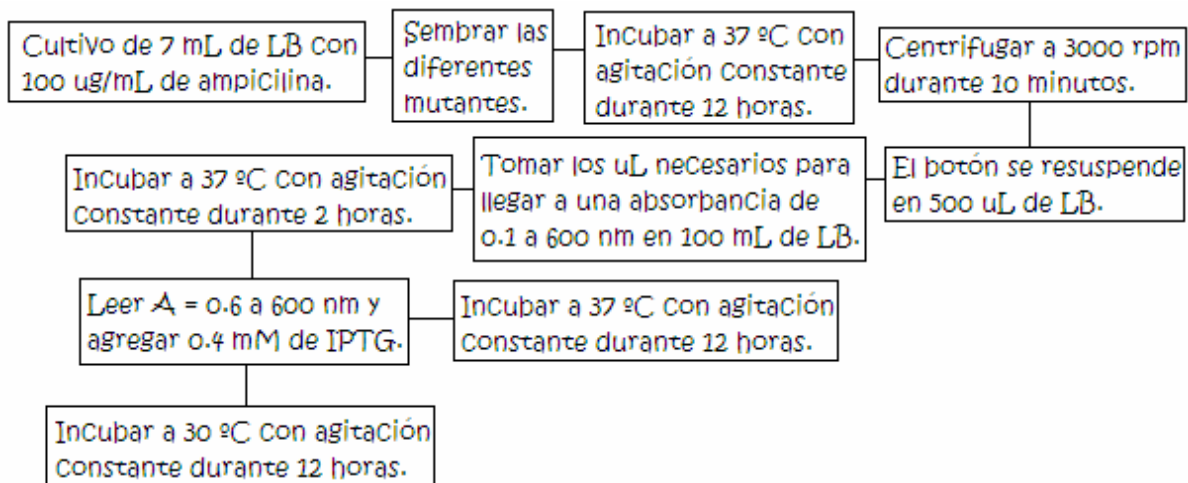 Cultivo de 7 mL de LB con
100 ug/mL de ampicilina.
Sembrar las
diferentes
mutantes.
Incubar a 37 ºC con
agitación constante
durante 12 horas.
Centrifugar a 3000 rpm
durante 10 minutos.
El botón se resuspende
en 500 uL de LB.
Tomar los uL necesarios para
llegar a una absorbancia de
0.1 a 600 nm en 100 mL de LB.
Incubar a 37 ºC con agitación
constante durante 2 horas.
Leer A = 0.6 a 600 nm y
agregar 0.4 mM de IPTG.
Incubar a 37 ºC con agitación
constante durante 12 horas.
Incubar a 30 ºC con agitación
constante durante 12 horas.